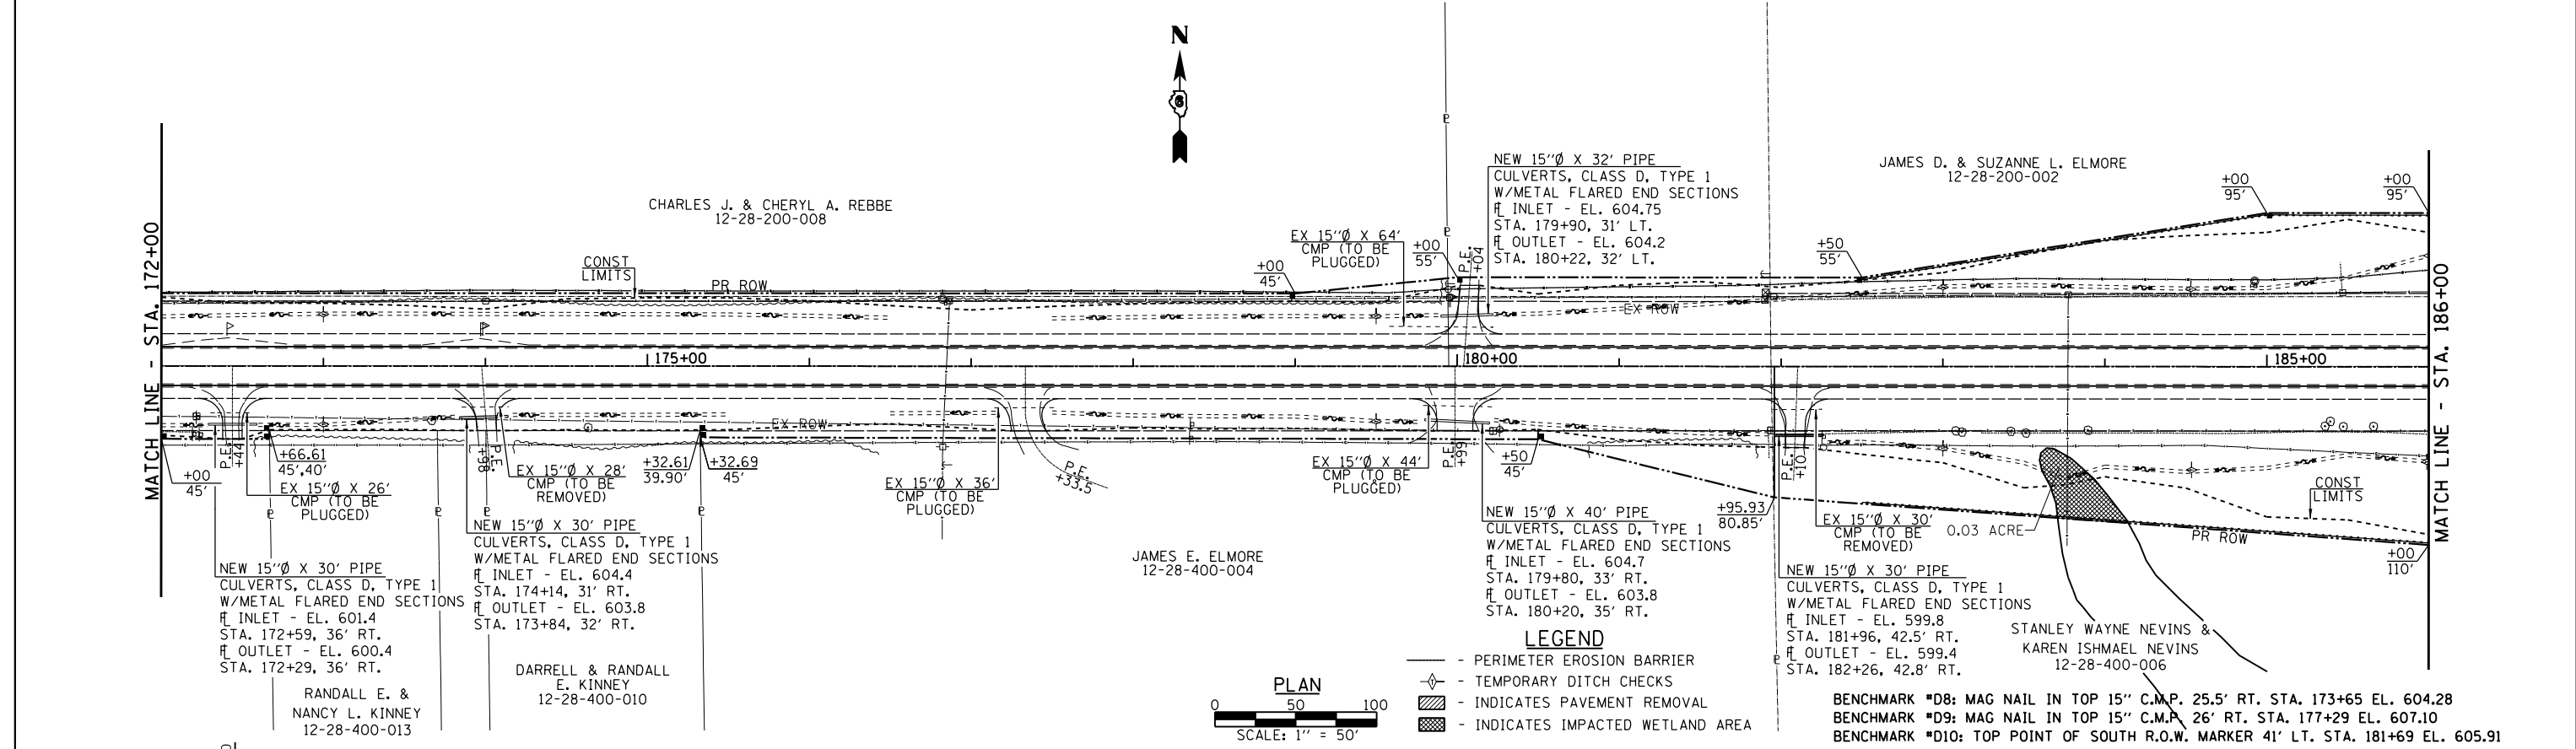 N
6
MATCH LINE - STA. 172+00
CHARLES J. & CHERYL A. REBBE
12-28-200-008
CONST
LIMITS
PR ROW
EX 15"Ø X 64'
CMP (TO BE
PLUGGED)
+00
45'
+00
55'
P.E.
+04
℄
℄
NEW 15"Ø X 32' PIPE
CULVERTS, CLASS D, TYPE 1
W/METAL FLARED END SECTIONS
FL INLET - EL. 604.75
STA. 179+90, 31' LT.
FL OUTLET - EL. 604.2
STA. 180+22, 32' LT.
JAMES D. & SUZANNE L. ELMORE
12-28-200-002
+50
55'
+00
95'
+00
95'
EX ROW
175+00
180+00
185+00
MATCH LINE - STA. 186+00
+00
45'
P.E.
+44
+66.61
45',40'
EX 15"Ø X 26'
CMP (TO BE
PLUGGED)
P.E.
+98
EX 15"Ø X 28'
CMP (TO BE
REMOVED)
+32.61
39.90'
+32.69
45'
EX ROW
EX 15"Ø X 36'
CMP (TO BE
PLUGGED)
P.E.
+33.5
EX 15"Ø X 44'
CMP (TO BE
PLUGGED)
P.E.
+99
+50
45'
+95.93
80.85'
P.E.
+10
EX 15"Ø X 30'
CMP (TO BE
REMOVED)
0.03 ACRE
CONST
LIMITS
PR ROW
+00
110'
NEW 15"Ø X 30' PIPE
CULVERTS, CLASS D, TYPE 1
W/METAL FLARED END SECTIONS
FL INLET - EL. 601.4
STA. 172+59, 36' RT.
FL OUTLET - EL. 600.4
STA. 172+29, 36' RT.
NEW 15"Ø X 30' PIPE
CULVERTS, CLASS D, TYPE 1
W/METAL FLARED END SECTIONS
FL INLET - EL. 604.4
STA. 174+14, 31' RT.
FL OUTLET - EL. 603.8
STA. 173+84, 32' RT.
JAMES E. ELMORE
12-28-400-004
NEW 15"Ø X 40' PIPE
CULVERTS, CLASS D, TYPE 1
W/METAL FLARED END SECTIONS
FL INLET - EL. 604.7
STA. 179+80, 33' RT.
FL OUTLET - EL. 603.8
STA. 180+20, 35' RT.
NEW 15"Ø X 30' PIPE
CULVERTS, CLASS D, TYPE 1
W/METAL FLARED END SECTIONS
FL INLET - EL. 599.8
STA. 181+96, 42.5' RT.
FL OUTLET - EL. 599.4
STA. 182+26, 42.8' RT.
STANLEY WAYNE NEVINS &
KAREN ISHMAEL NEVINS
12-28-400-006
RANDALL E. &
NANCY L. KINNEY
12-28-400-013
DARRELL & RANDALL
E. KINNEY
12-28-400-010
PLAN
0 50 100
SCALE: 1" = 50'
LEGEND
- PERIMETER EROSION BARRIER
- TEMPORARY DITCH CHECKS
- INDICATES PAVEMENT REMOVAL
- INDICATES IMPACTED WETLAND AREA
BENCHMARK #D8: MAG NAIL IN TOP 15" C.M.P. 25.5' RT. STA. 173+65 EL. 604.28
BENCHMARK #D9: MAG NAIL IN TOP 15" C.M.P. 26' RT. STA. 177+29 EL. 607.10
BENCHMARK #D10: TOP POINT OF SOUTH R.O.W. MARKER 41' LT. STA. 181+69 EL. 605.91